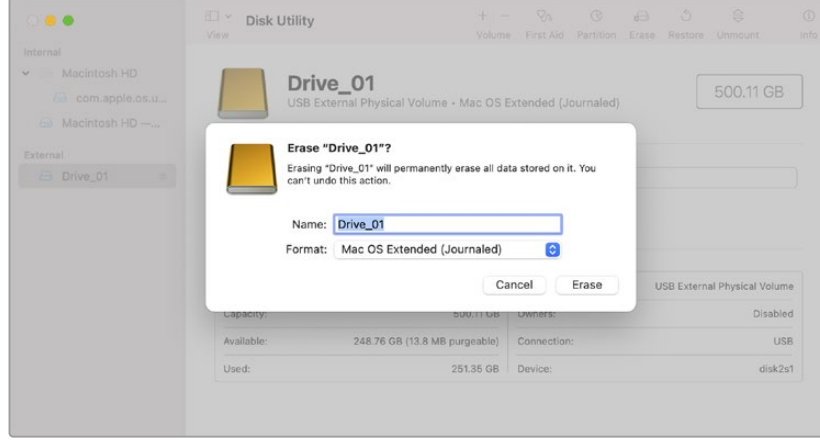 Disk Utility
View
Volume First Aid Partition Erase Restore Unmount Info
Internal
Macintosh HD
com.apple.os.u...
Macintosh HD —...
External
Drive_01
Drive_01
USB External Physical Volume • Mac OS Extended (Journaled)
500.11 GB
Erase “Drive_01”?
Erasing “Drive_01” will permanently erase all data stored on it. You
can’t undo this action.
Name: Drive_01
Format: Mac OS Extended (Journaled)
Cancel Erase
USB External Physical Volume
Capacity: 500.11 GB Owners: Disabled
Available: 248.76 GB (13.8 MB purgeable) Connection: USB
Used: 251.35 GB Device: disk2s1